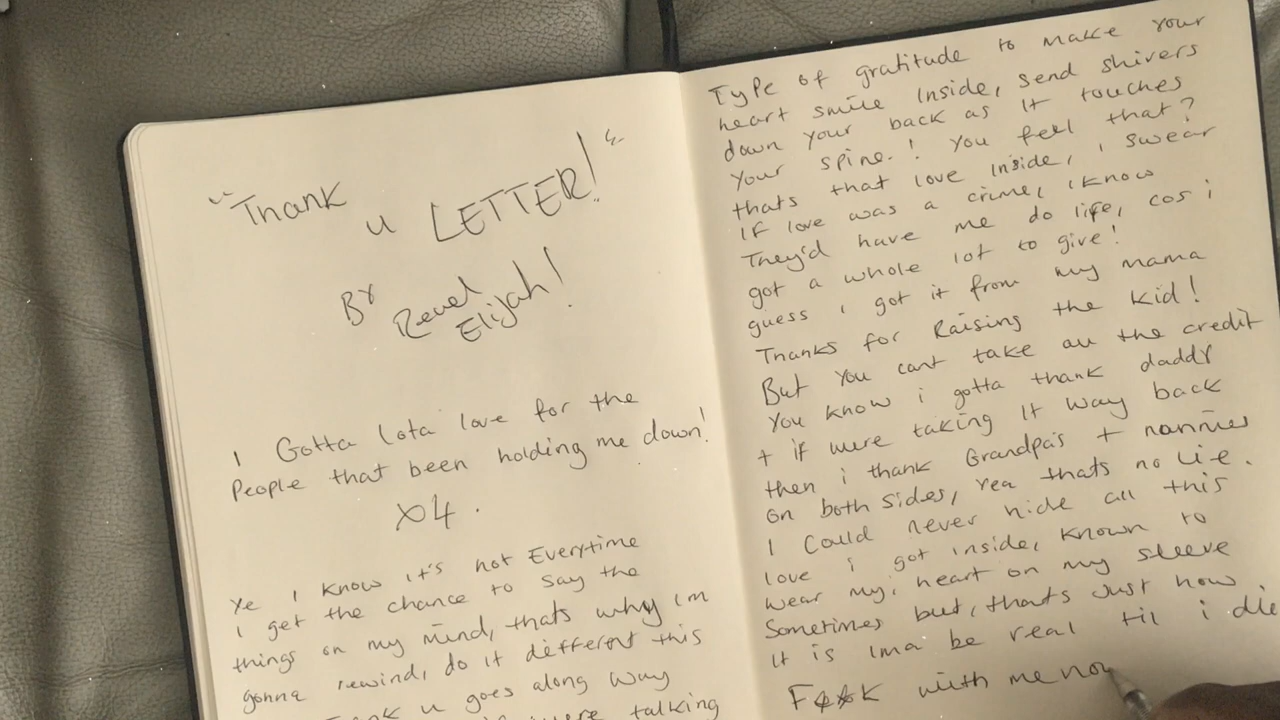 "Thank
u LETTER!"
BY Revel
Elijah!
I Gotta lota love for the
People that been holding me down!
x4.
Ye I Know it's not Everytime
i get the chance to say the
things on my mind, thats why im
gonna rewind, do it different this
u goes along way
were talking
Type of gratitude to make your
heart smile inside, send shivers
down your back as it touches
your spine.! You feel that?
thats that love inside, i swear
IF love was a crime, i know
They'd have me do life, cos i
got a whole lot to give!
guess i got it from my mama
Thanks for Raising the Kid!
But you cant take all the credit
You know i gotta thank daddy
+ if were taking it way back
then i thank Grandpa's + nannies
on both sides, yea thats no lie.
I Could never hide all this
love i got inside, known to
wear my heart on my sleeve
Sometimes but, thats Just how
it is Ima be real til i die
F**K with me now